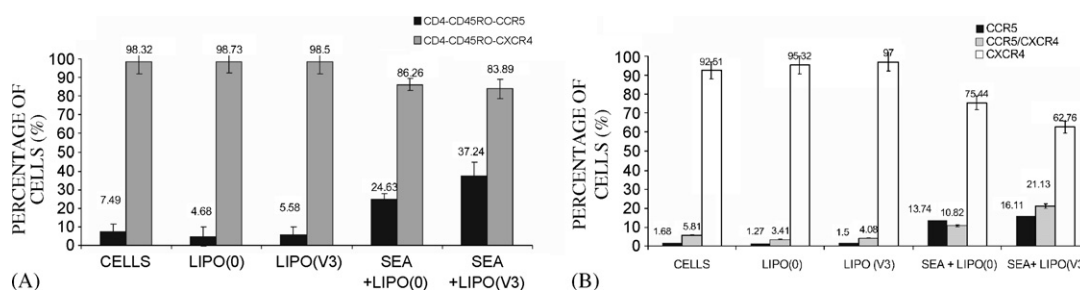 CD4-CD45RO-CCR5
CD4-CD45RO-CXCR4
PERCENTAGE OF
CELLS (%)
100
90
80
70
60
50
40
30
20
10
0
98.32
98.73
98.5
86.26
83.89
7.49
4.68
5.58
24.63
37.24
CELLS
LIPO(0)
LIPO(V3)
SEA
+LIPO(0)
SEA
+LIPO(V3)
(A)
CCR5
CCR5/CXCR4
CXCR4
PERCENTAGE OF
CELLS (%)
100
90
80
70
60
50
40
30
20
10
0
92.51
95.32
97
75.44
62.76
1.68
5.81
1.27
3.41
1.5
4.08
13.74
10.82
16.11
21.13
CELLS
LIPO(0)
LIPO (V3)
SEA + LIPO(0)
SEA+ LIPO(V3
(B)